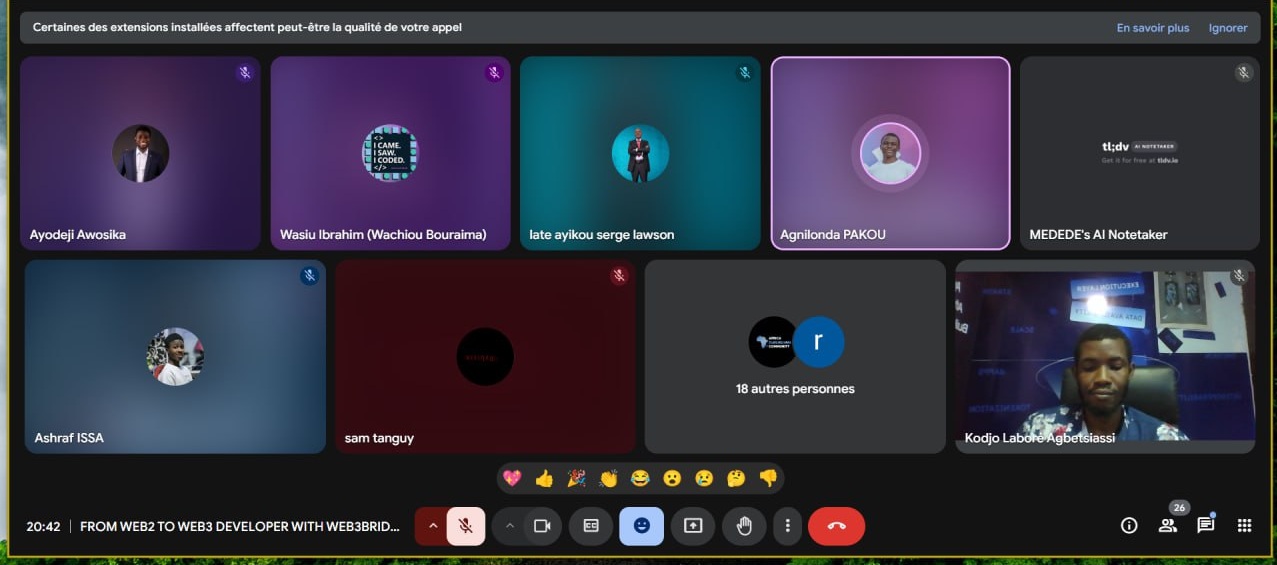 Certaines des extensions installées affectent peut-être la qualité de votre appel
En savoir plus
Ignorer
<>
I CAME.
I SAW.
I CODED.
</>
tl;dv AI NOTETAKER
Get it for free at tldv.io
Ayodeji Awosika
Wasiu Ibrahim (Wachiou Bouraima)
late ayikou serge lawson
Agnilonda PAKOU
MEDEDE's AI Notetaker
EXECUTION LAYER
r
18 autres personnes
Ashraf ISSA
sam tanguy
Kodjo Laboré Agbetsiassi
20:42 | FROM WEB2 TO WEB3 DEVELOPER WITH WEB3BRID...
26